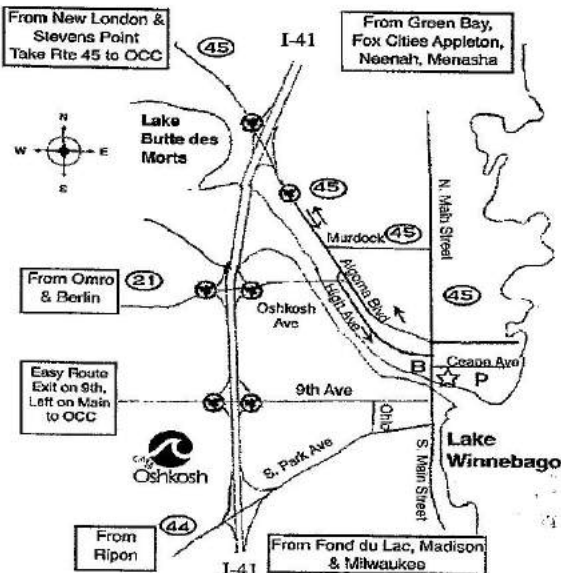 From New London &
Stevens Point
Take Rte 45 to OCC
45
I-41
From Green Bay,
Fox Cities Appleton,
Neenah, Menasha
N
W
E
S
Lake
Butte des
Morts
45
Murdock
45
N. Main Street
Algoma Blvd
High Ave
45
From Omro
& Berlin
21
Oshkosh
Ave
B
Ceape Ave
P
Easy Route
Exit on 9th,
Left on Main
to OCC
9th Ave
Ohio
S. Park Ave
S. Main Street
Lake
Winnebago
City of
Oshkosh
44
From
Ripon
I-41
From Fond du Lac, Madison
& Milwaukee